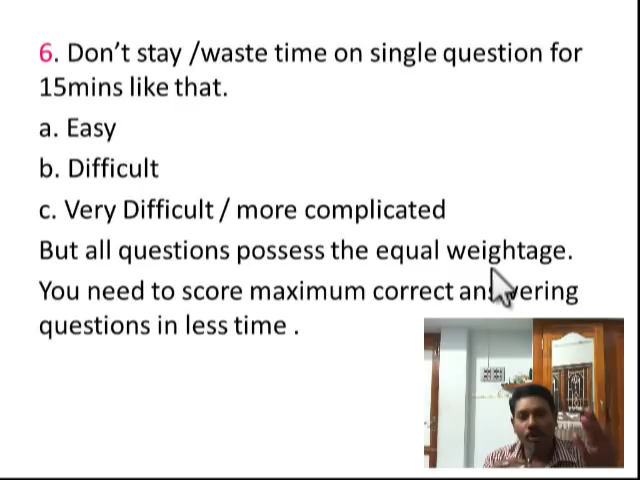 6. Don’t stay /waste time on single question for
15mins like that.
a. Easy
b. Difficult
c. Very Difficult / more complicated
But all questions possess the equal weightage.
You need to score maximum correct answering
questions in less time .